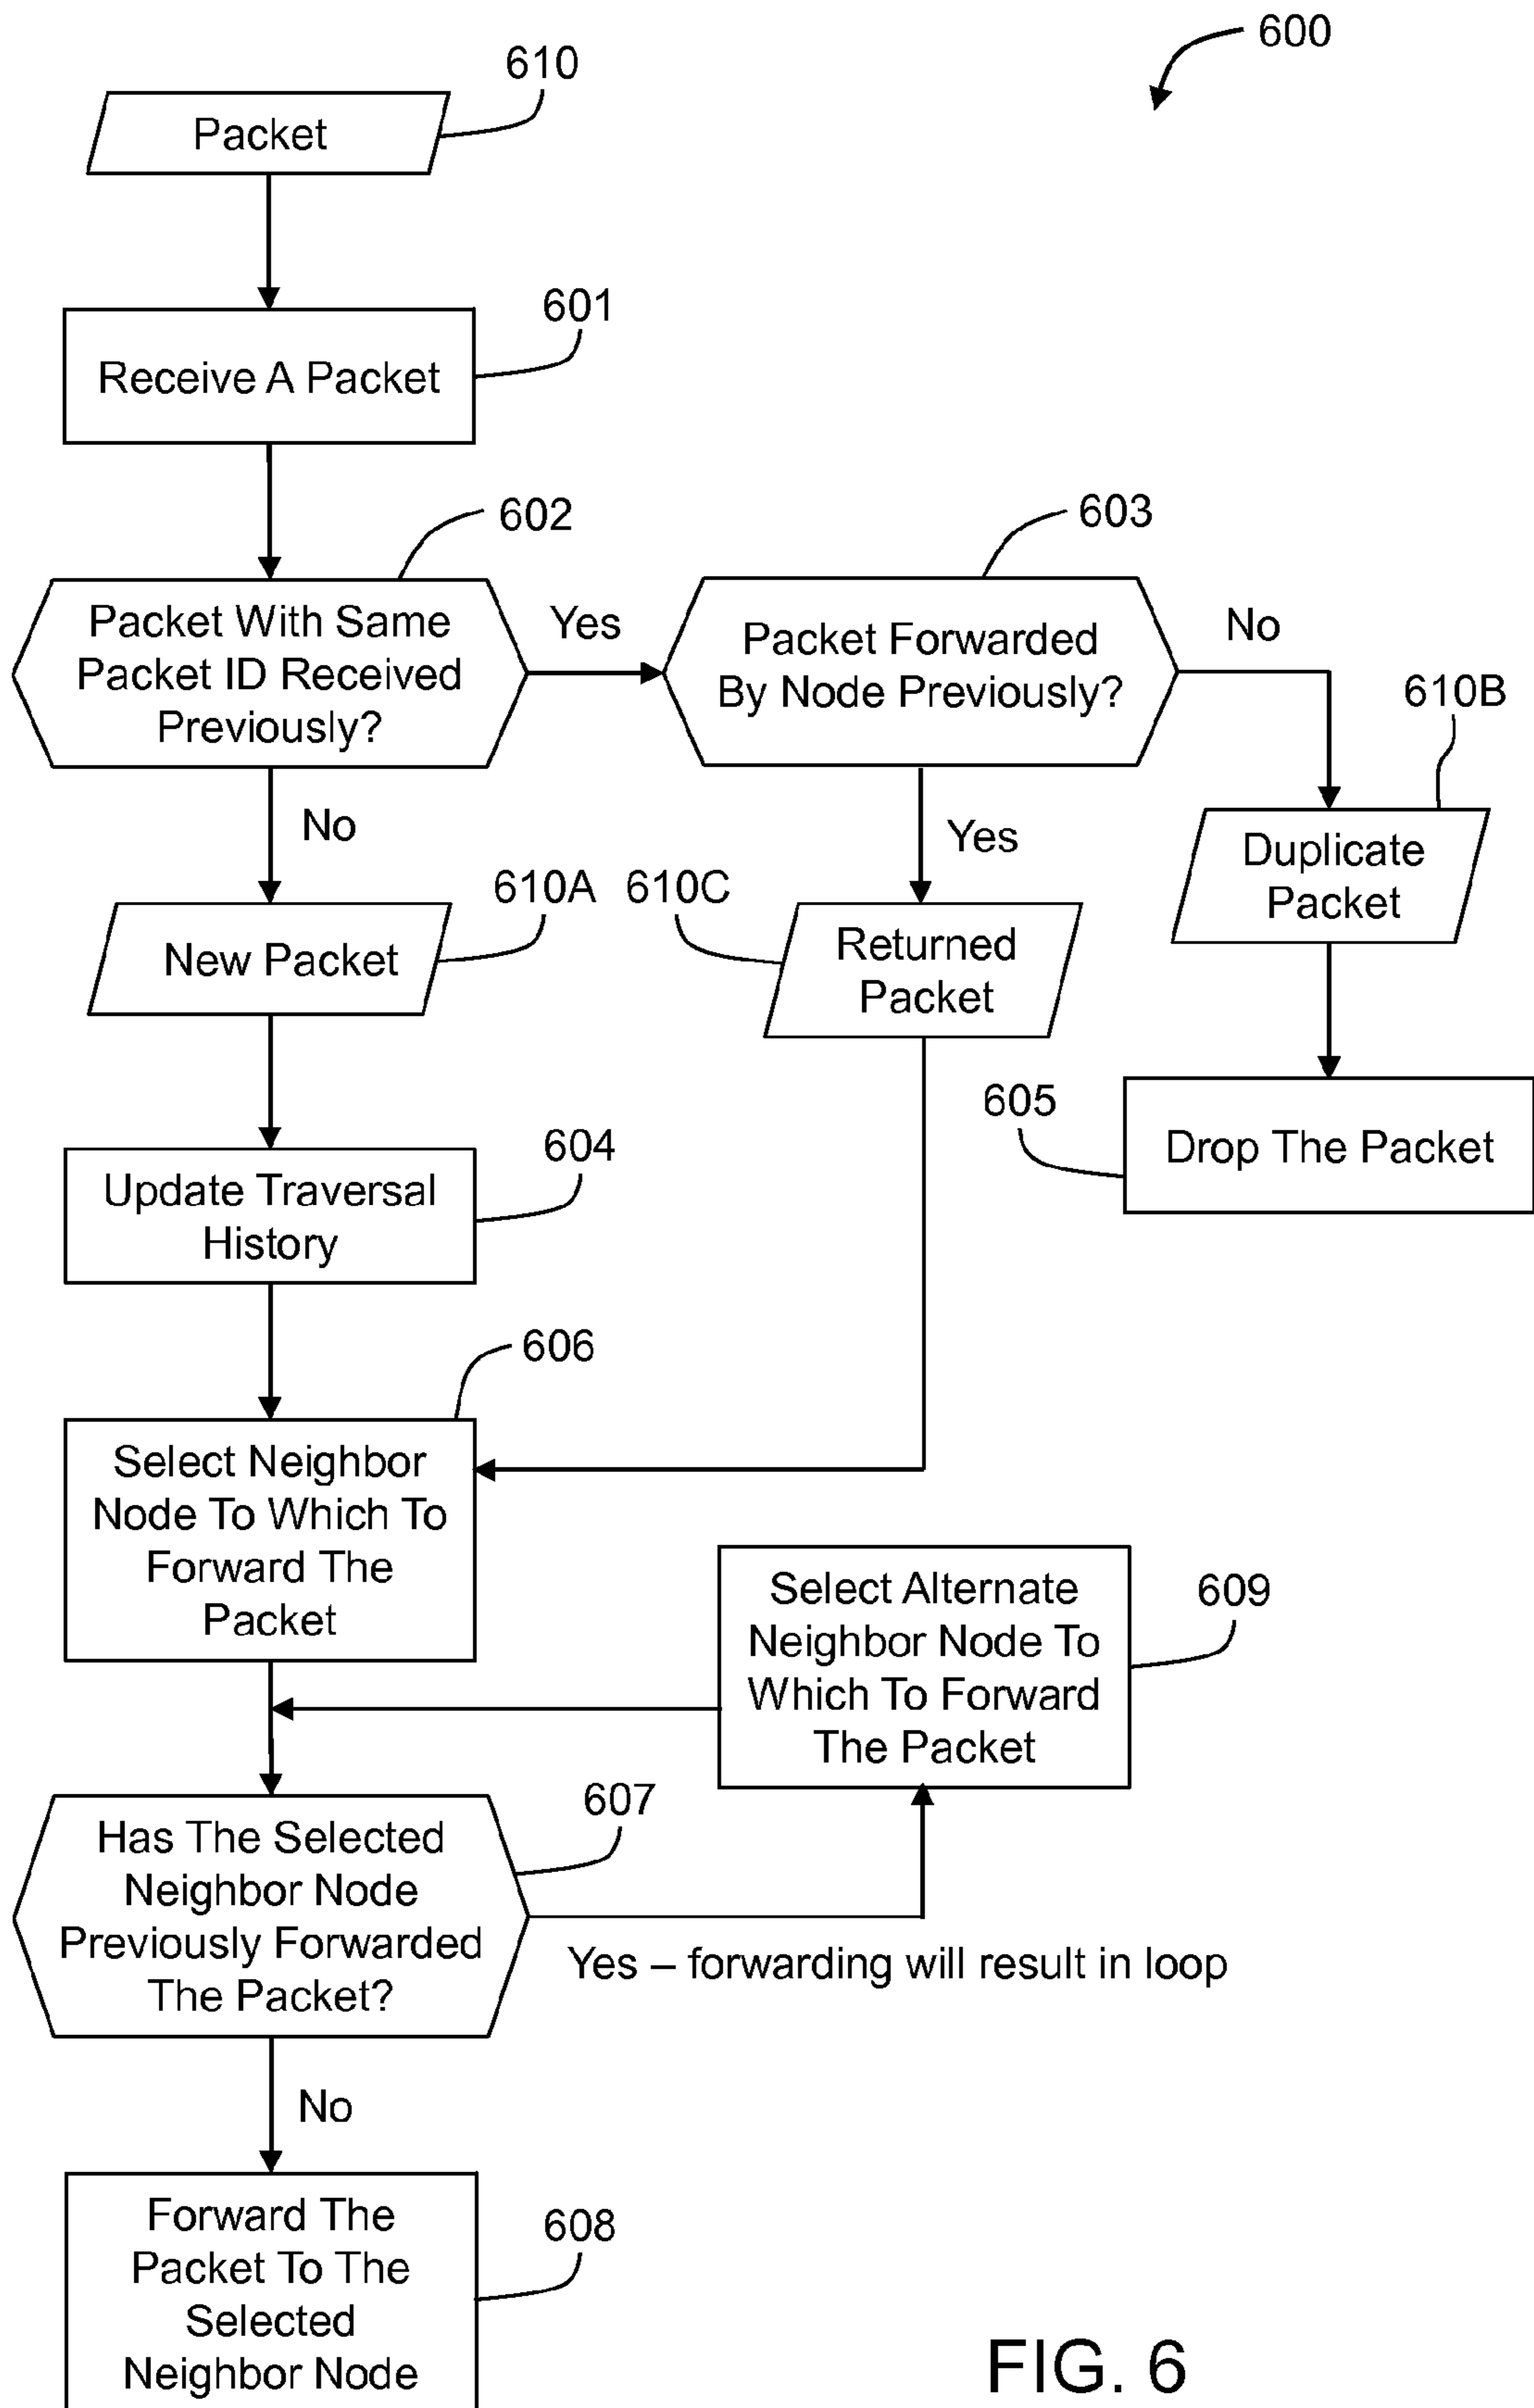 600
610
Packet
601
Receive A Packet
602
603
Packet With Same
Packet ID Received
Previously?
Yes
Packet Forwarded
By Node Previously?
No
610B
No
Yes
Duplicate
Packet
610A
610C
New Packet
Returned
Packet
605
Drop The Packet
604
Update Traversal
History
606
Select Neighbor
Node To Which To
Forward The
Packet
Select Alternate
Neighbor Node To
Which To Forward
The Packet
609
607
Has The Selected
Neighbor Node
Previously Forwarded
The Packet?
Yes – forwarding will result in loop
No
Forward The
Packet To The
Selected
Neighbor Node
608
FIG. 6